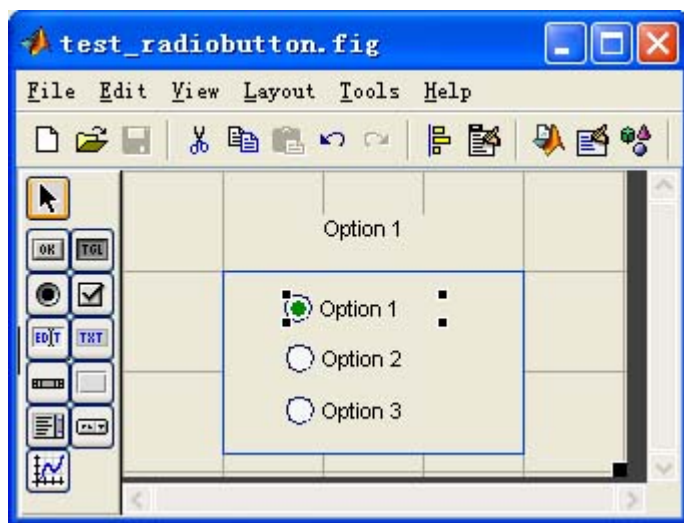 test_radiobutton.fig
File Edit View Layout Tools Help
OK TGL
EDIT TXT
Option 1
Option 1
Option 2
Option 3